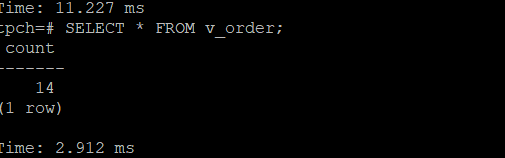 Time: 11.227 ms
tpch=# SELECT * FROM v_order;
count
-------
14
(1 row)
Time: 2.912 ms